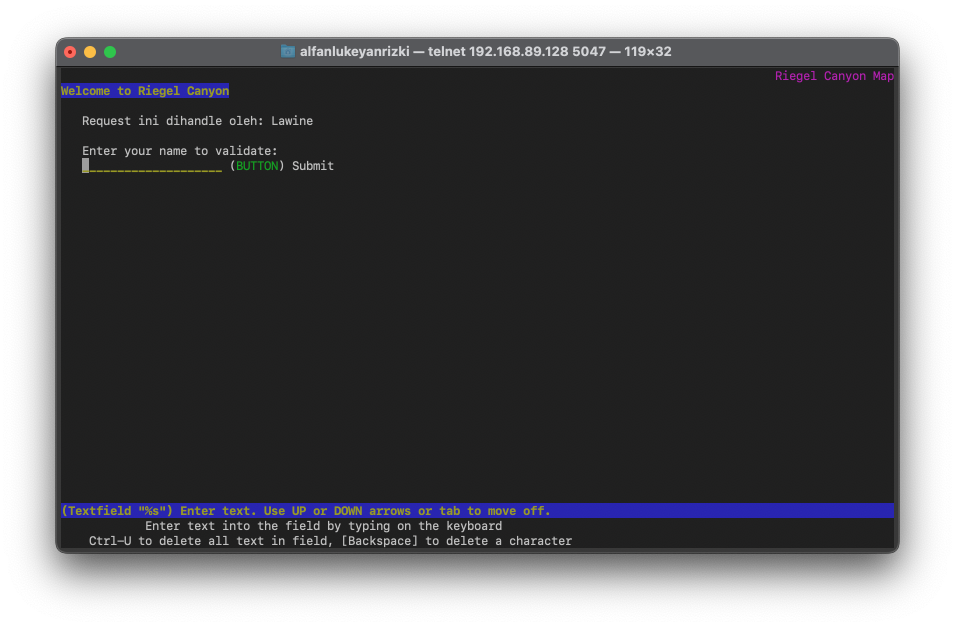 alfanlukeyanrizki — telnet 192.168.89.128 5047 — 119×32
Riegel Canyon Map
Welcome to Riegel Canyon
Request ini dihandle oleh: Lawine
Enter your name to validate:
____________________ (BUTTON) Submit
(Textfield "%s") Enter text. Use UP or DOWN arrows or tab to move off.
Enter text into the field by typing on the keyboard
Ctrl-U to delete all text in field, [Backspace] to delete a character